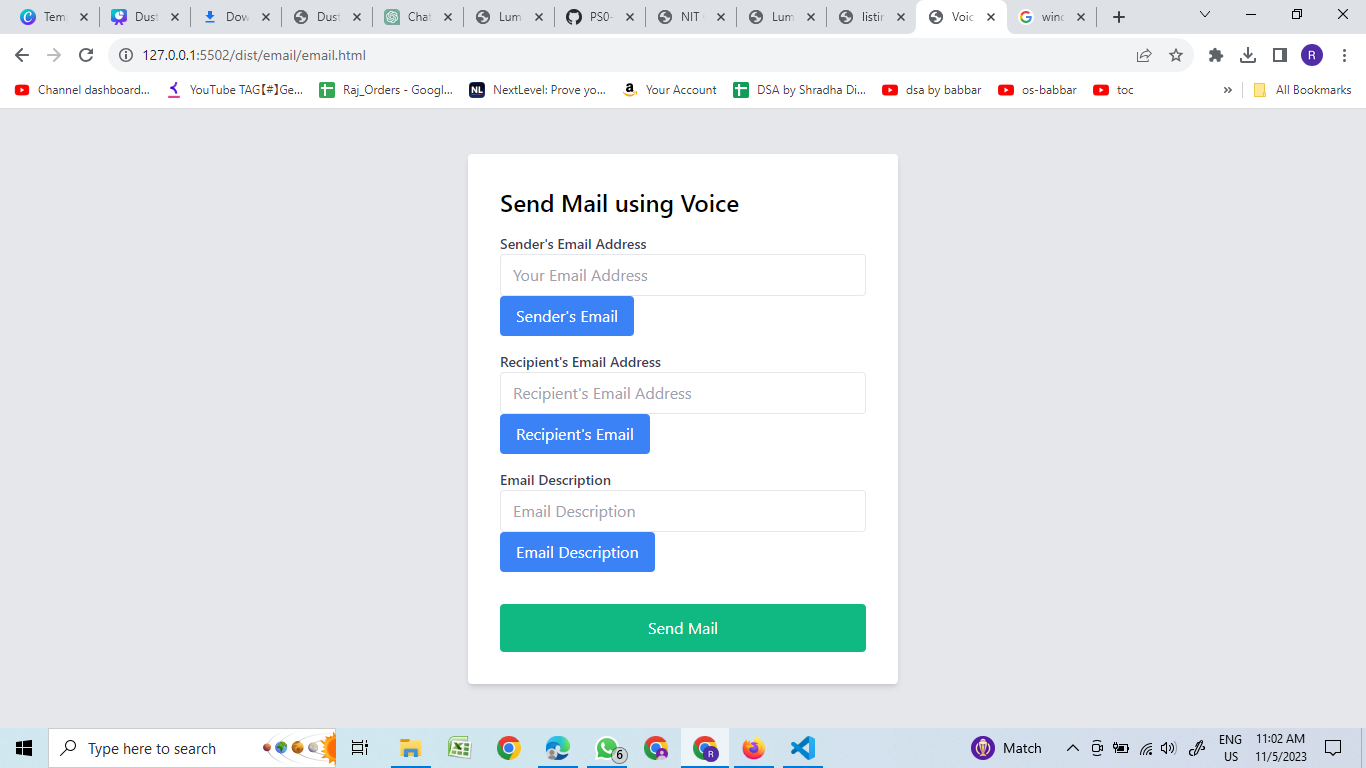 Temp
Dust
Dow
Dust
Chat
Lum
PS0-
NIT
Lum
listin
Voic
wind
127.0.0.1:5502/dist/email/email.html
R
Channel dashboard...
YouTube TAG【#】Ge...
Raj_Orders - Googl...
NL
NextLevel: Prove yo...
Your Account
DSA by Shradha Di...
dsa by babbar
os-babbar
toc
»
All Bookmarks
Send Mail using Voice
Sender's Email Address
Your Email Address
Sender's Email
Recipient's Email Address
Recipient's Email Address
Recipient's Email
Email Description
Email Description
Email Description
Send Mail
Type here to search
6
R
Match
ENG
US
11:02 AM
11/5/2023